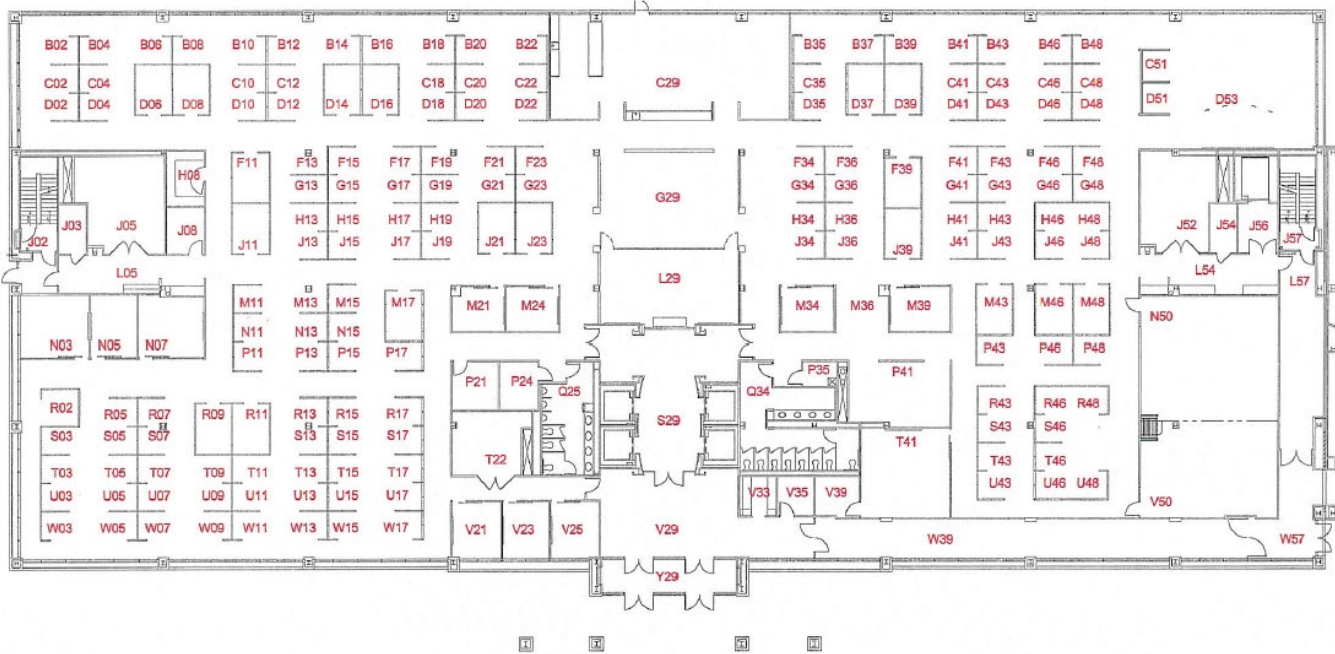 B02 B04 B06 B08 B10 B12 B14 B16 B18 B20 B22 B35 B37 B39 B41 B43 B46 B48
C51
C02 C04 C10 C12 C18 C20 C22 C29 C35 C41 C43 C46 C48
D02 D04 D06 D08 D10 D12 D14 D16 D18 D20 D22 D35 D37 D39 D41 D43 D46 D48 D51 D53
F11 F13 F15 F17 F19 F21 F23 F34 F36 F39 F41 F43 F46 F48
H08 G13 G15 G17 G19 G21 G23 G29 G34 G36 G41 G43 G46 G48
J03 J05 H13 H15 H17 H19 H34 H36 H41 H43 H46 H48 J52 J54 J56
J02 J08 J11 J13 J15 J17 J19 J21 J23 J34 J36 J39 J41 J43 J46 J48 J57
L05 L29 L54 L57
M11 M13 M15 M17 M21 M24 M34 M36 M39 M43 M46 M48 N50
N03 N05 N07 N11 N13 N15
P11 P13 P15 P17 P43 P46 P48
P21 P24 Q25 Q34 P35 P41
R02 R05 R07 R09 R11 R13 R15 R17 R43 R46 R48
S03 S05 S07 S13 S15 S17 S29 S43 S46
T41
T03 T05 T07 T09 T11 T13 T15 T17 T22 T43 T46
U03 U05 U07 U09 U11 U13 U15 U17 V33 V35 V39 U43 U46 U48
V50
W03 W05 W07 W09 W11 W13 W15 W17 V21 V23 V25 V29
W39 W57
Y29